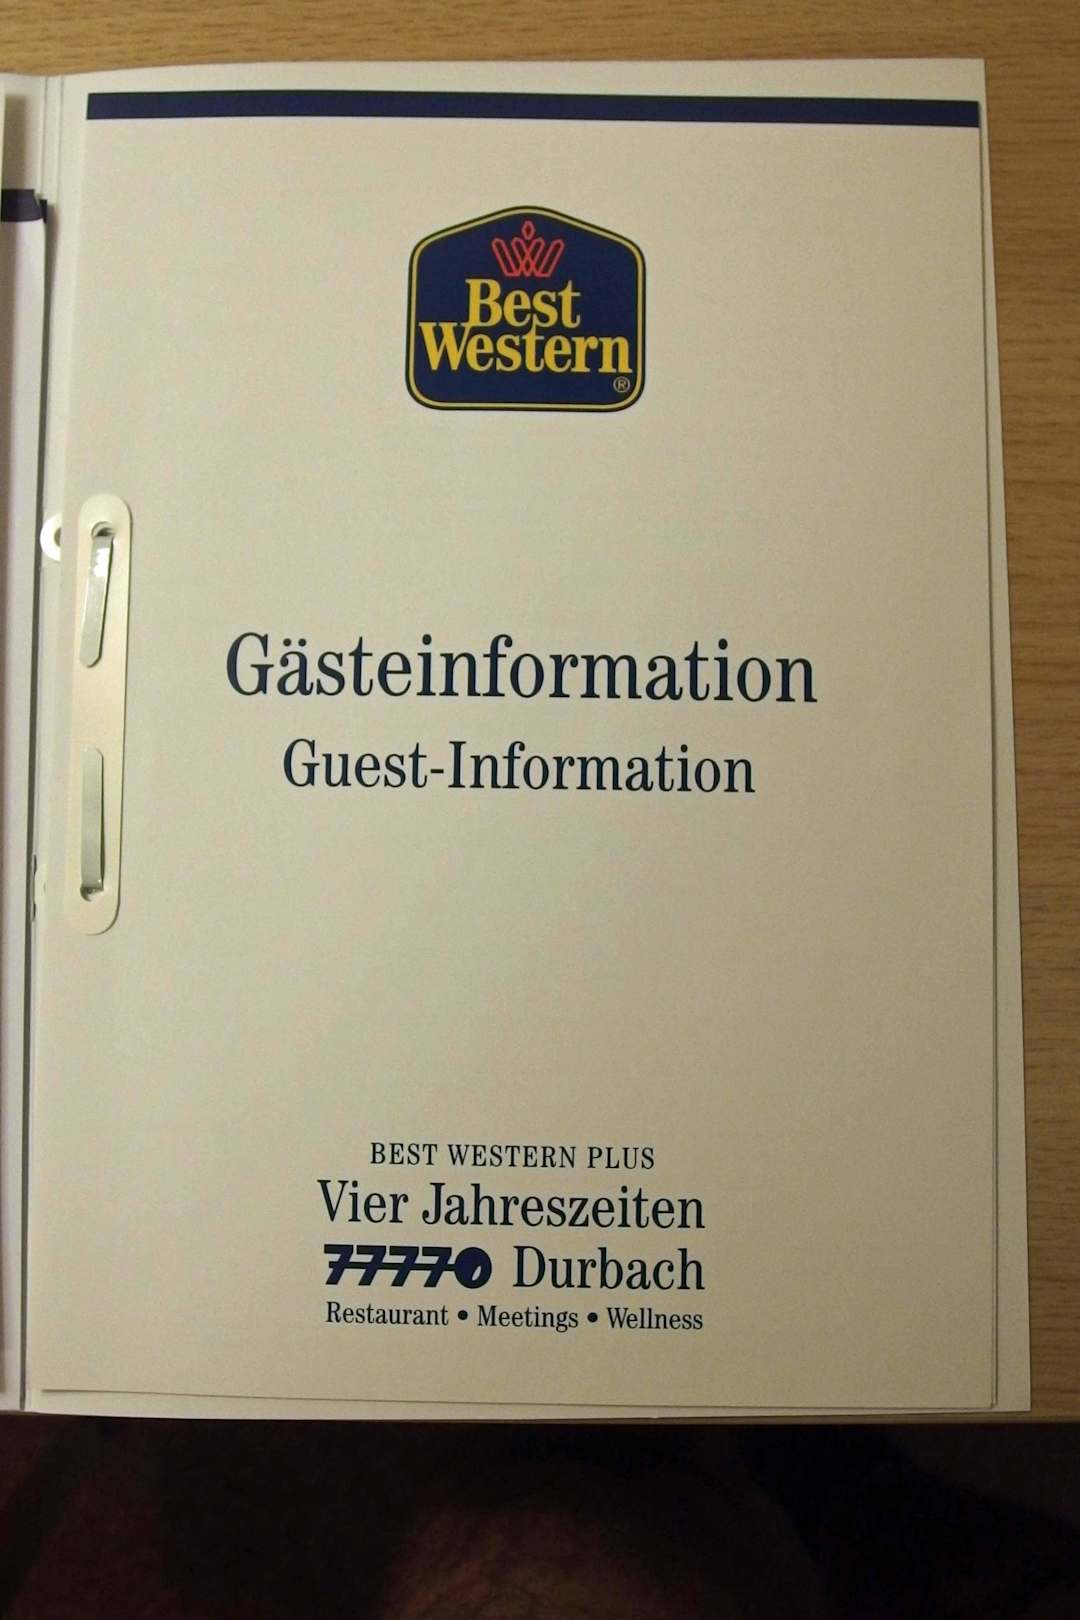 Best
Western
®
Gästeinformation
Guest-Information
BEST WESTERN PLUS
Vier Jahreszeiten
77770 Durbach
Restaurant • Meetings • Wellness